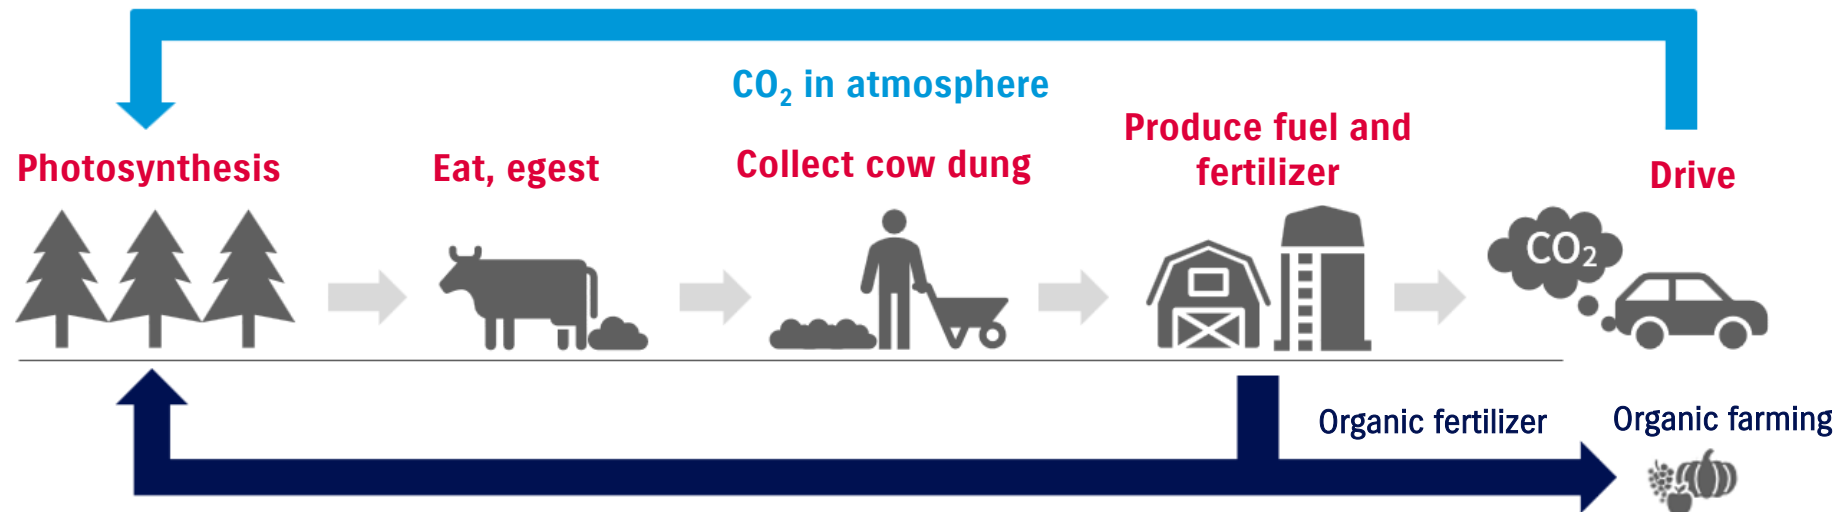 CO₂ in atmosphere
Photosynthesis
Eat, egest
Collect cow dung
Produce fuel and
fertilizer
Drive
CO₂
Organic fertilizer
Organic farming